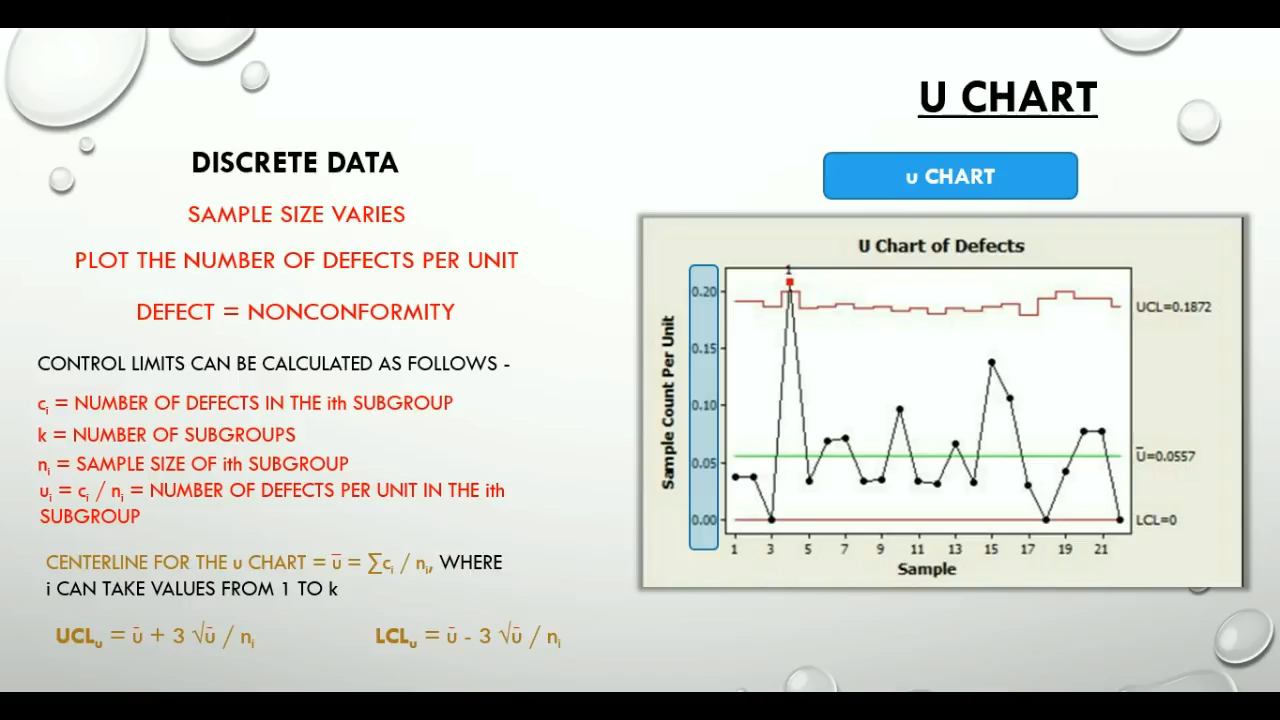 U CHART
DISCRETE DATA
SAMPLE SIZE VARIES
PLOT THE NUMBER OF DEFECTS PER UNIT
DEFECT = NONCONFORMITY
CONTROL LIMITS CAN BE CALCULATED AS FOLLOWS -
cᵢ = NUMBER OF DEFECTS IN THE ith SUBGROUP
k = NUMBER OF SUBGROUPS
nᵢ = SAMPLE SIZE OF ith SUBGROUP
uᵢ = cᵢ / nᵢ = NUMBER OF DEFECTS PER UNIT IN THE ith
SUBGROUP
CENTERLINE FOR THE u CHART = ū = ∑cᵢ / nᵢ, WHERE
i CAN TAKE VALUES FROM 1 TO k
UCLᵤ = ū + 3 √ū / nᵢ
LCLᵤ = ū - 3 √ū / nᵢ
u CHART
U Chart of Defects
1
0.20
0.15
0.10
0.05
0.00
Sample Count Per Unit
UCL=0.1872
Ū=0.0557
LCL=0
1 3 5 7 9 11 13 15 17 19 21
Sample